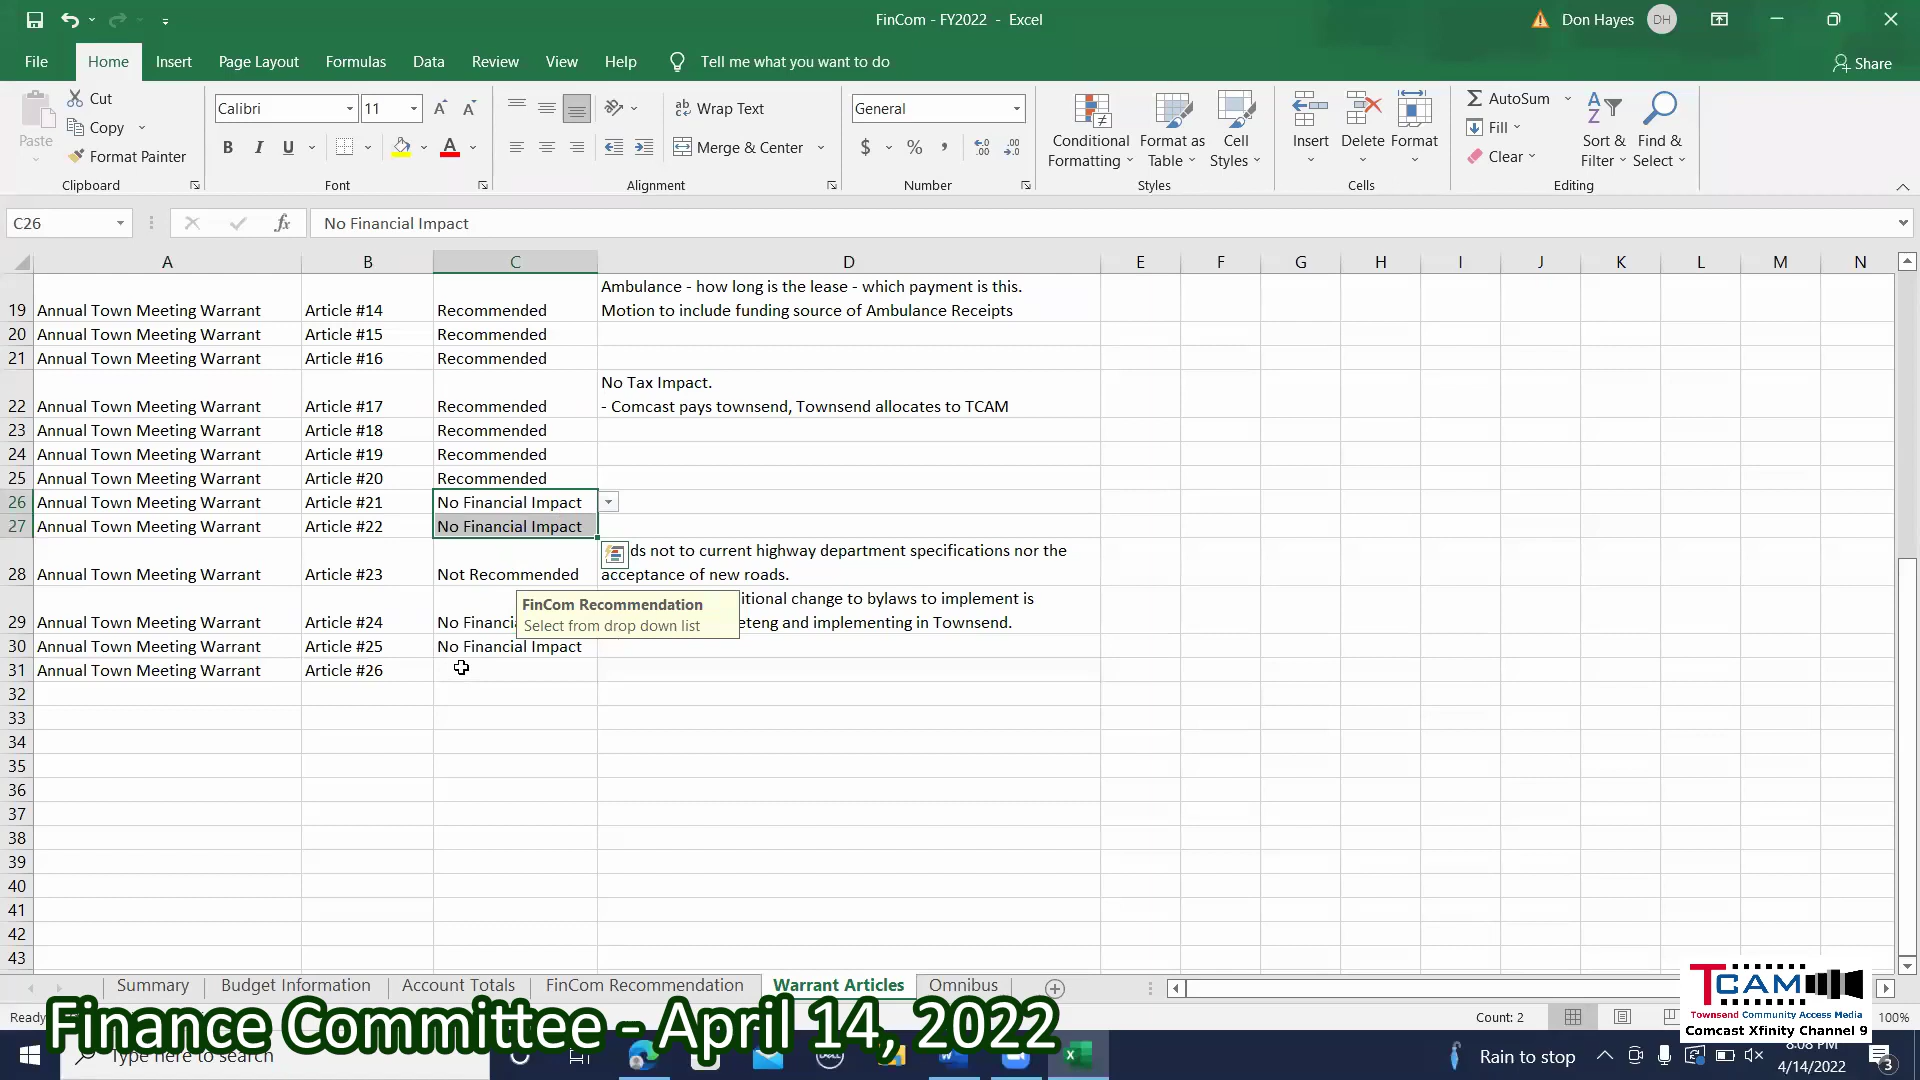 FinCom - FY2022 - Excel
Don Hayes
DH
File
Home
Insert
Page Layout
Formulas
Data
Review
View
Help
Tell me what you want to do
Share
Paste
Cut
Copy
Format Painter
Clipboard
Calibri
11
B I U
A
Font
Wrap Text
Merge & Center
Alignment
General
$ % ,
Number
Conditional Formatting
Format as Table
Cell Styles
Styles
Insert
Delete
Format
Cells
AutoSum
Fill
Clear
Sort & Filter
Find & Select
Editing
C26
fx
No Financial Impact
A B C D E F G H I J K L M N
Ambulance - how long is the lease - which payment is this.
19 Annual Town Meeting Warrant Article #14 Recommended Motion to include funding source of Ambulance Receipts
20 Annual Town Meeting Warrant Article #15 Recommended
21 Annual Town Meeting Warrant Article #16 Recommended
No Tax Impact.
22 Annual Town Meeting Warrant Article #17 Recommended - Comcast pays townsend, Townsend allocates to TCAM
23 Annual Town Meeting Warrant Article #18 Recommended
24 Annual Town Meeting Warrant Article #19 Recommended
25 Annual Town Meeting Warrant Article #20 Recommended
26 Annual Town Meeting Warrant Article #21 No Financial Impact
27 Annual Town Meeting Warrant Article #22 No Financial Impact
ds not to current highway department specifications nor the
28 Annual Town Meeting Warrant Article #23 Not Recommended acceptance of new roads.
FinCom Recommendation
itional change to bylaws to implement is
29 Annual Town Meeting Warrant Article #24 No Financi
Select from drop down list
eteng and implementing in Townsend.
30 Annual Town Meeting Warrant Article #25 No Financial Impact
31 Annual Town Meeting Warrant Article #26
32
33
34
35
36
37
38
39
40
41
42
43
Summary
Budget Information
Account Totals
FinCom Recommendation
Warrant Articles
Omnibus
TCAM
Townsend Community Access Media
Comcast Xfinity Channel 9
Ready
Finance Committee - April 14, 2022
Count: 2
100%
Type here to search
Rain to stop
8:08 PM
4/14/2022
3